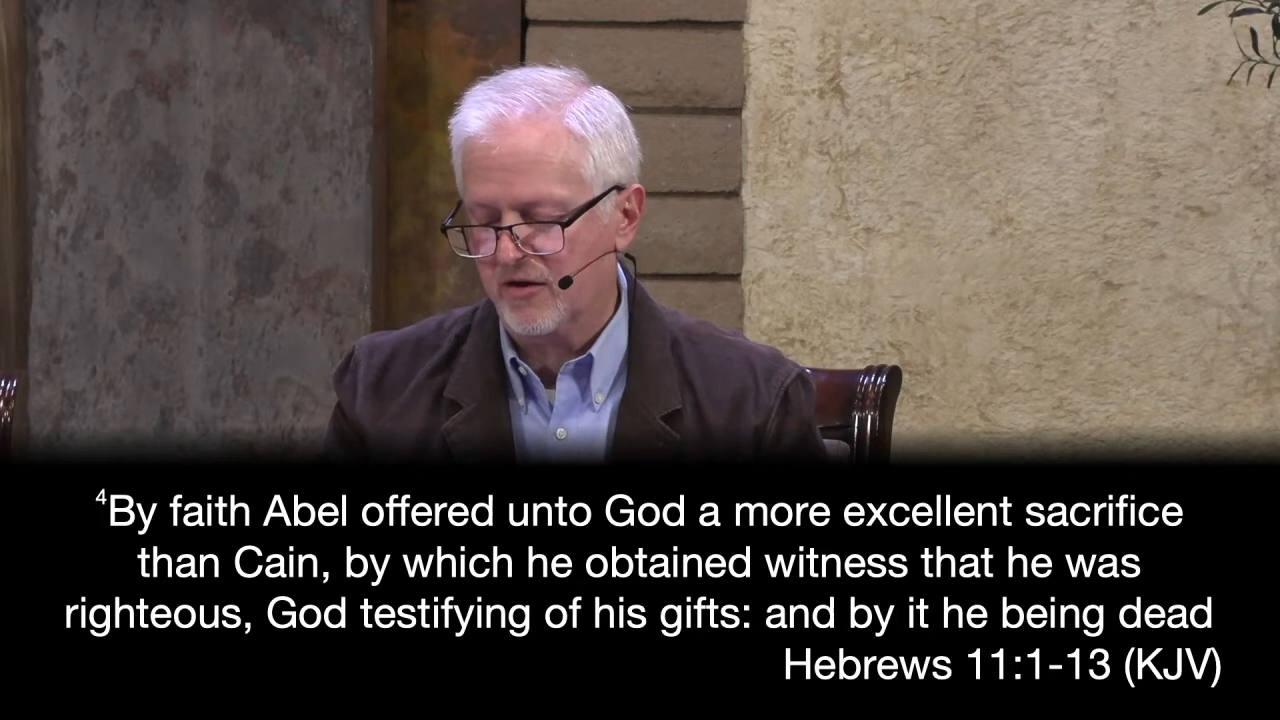 ⁴By faith Abel offered unto God a more excellent sacrifice
than Cain, by which he obtained witness that he was
righteous, God testifying of his gifts: and by it he being dead
Hebrews 11:1-13 (KJV)